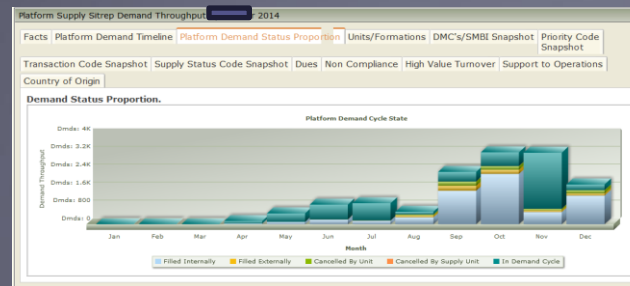 Platform Supply Sitrep Demand Throughput 2014
Facts Platform Demand Timeline Platform Demand Status Proportion Units/Formations DMC's/SMBI Snapshot Priority Code
Snapshot
Transaction Code Snapshot Supply Status Code Snapshot Dues Non Compliance High Value Turnover Support to Operations
Country of Origin
Demand Status Proportion.
Platform Demand Cycle State
Dmds: 4K
Dmds: 3.2K
Dmds: 2.4K
Dmds: 1.6K
Dmds: 800
Dmds: 0
Demand Throughput
Jan Feb Mar Apr May Jun Jul Aug Sep Oct Nov Dec
Month
Filled Internally Filled Externally Cancelled By Unit Cancelled By Supply Unit In Demand Cycle